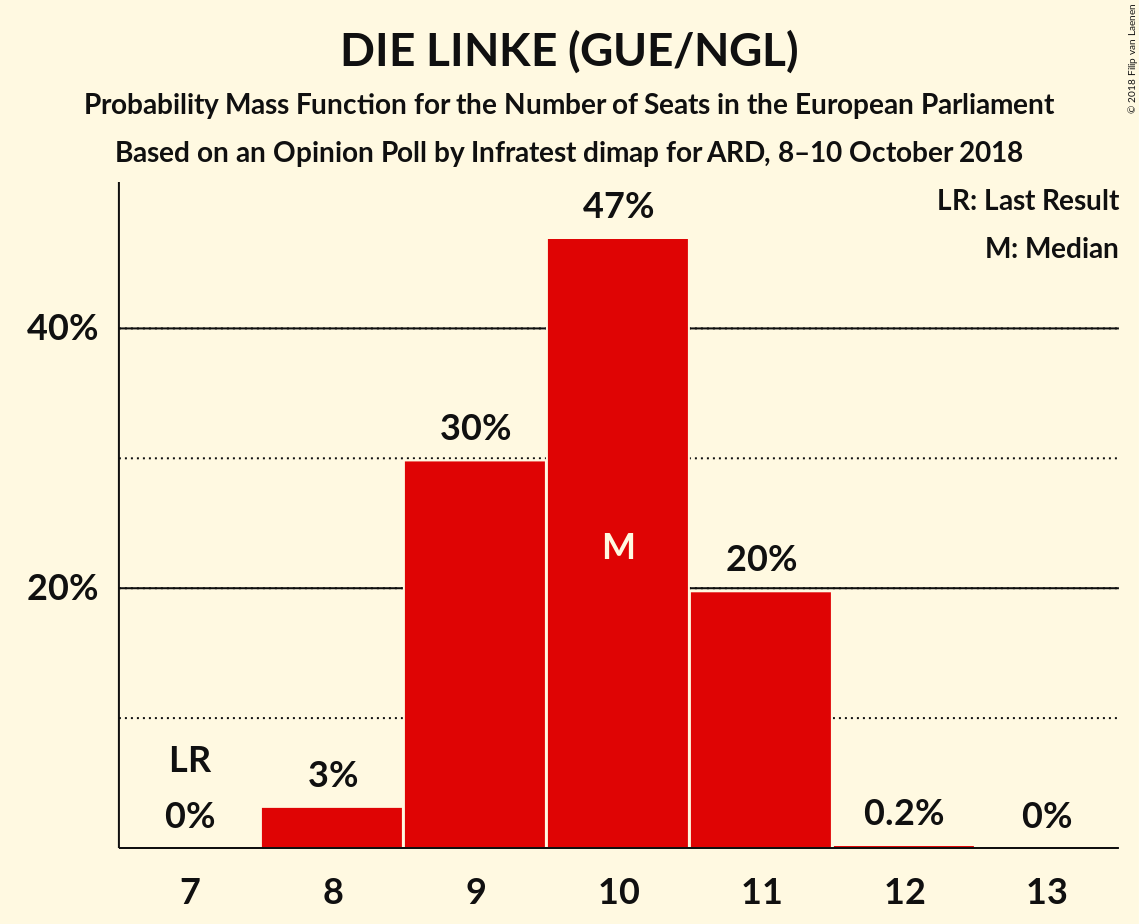 DIE LINKE (GUE/NGL)
Probability Mass Function for the Number of Seats in the European Parliament
Based on an Opinion Poll by Infratest dimap for ARD, 8–10 October 2018
© 2018 Filip van Laenen
LR: Last Result
M: Median
47%
40%
30%
M
20%
20%
LR
3%
0%
0.2%
0%
7 8 9 10 11 12 13